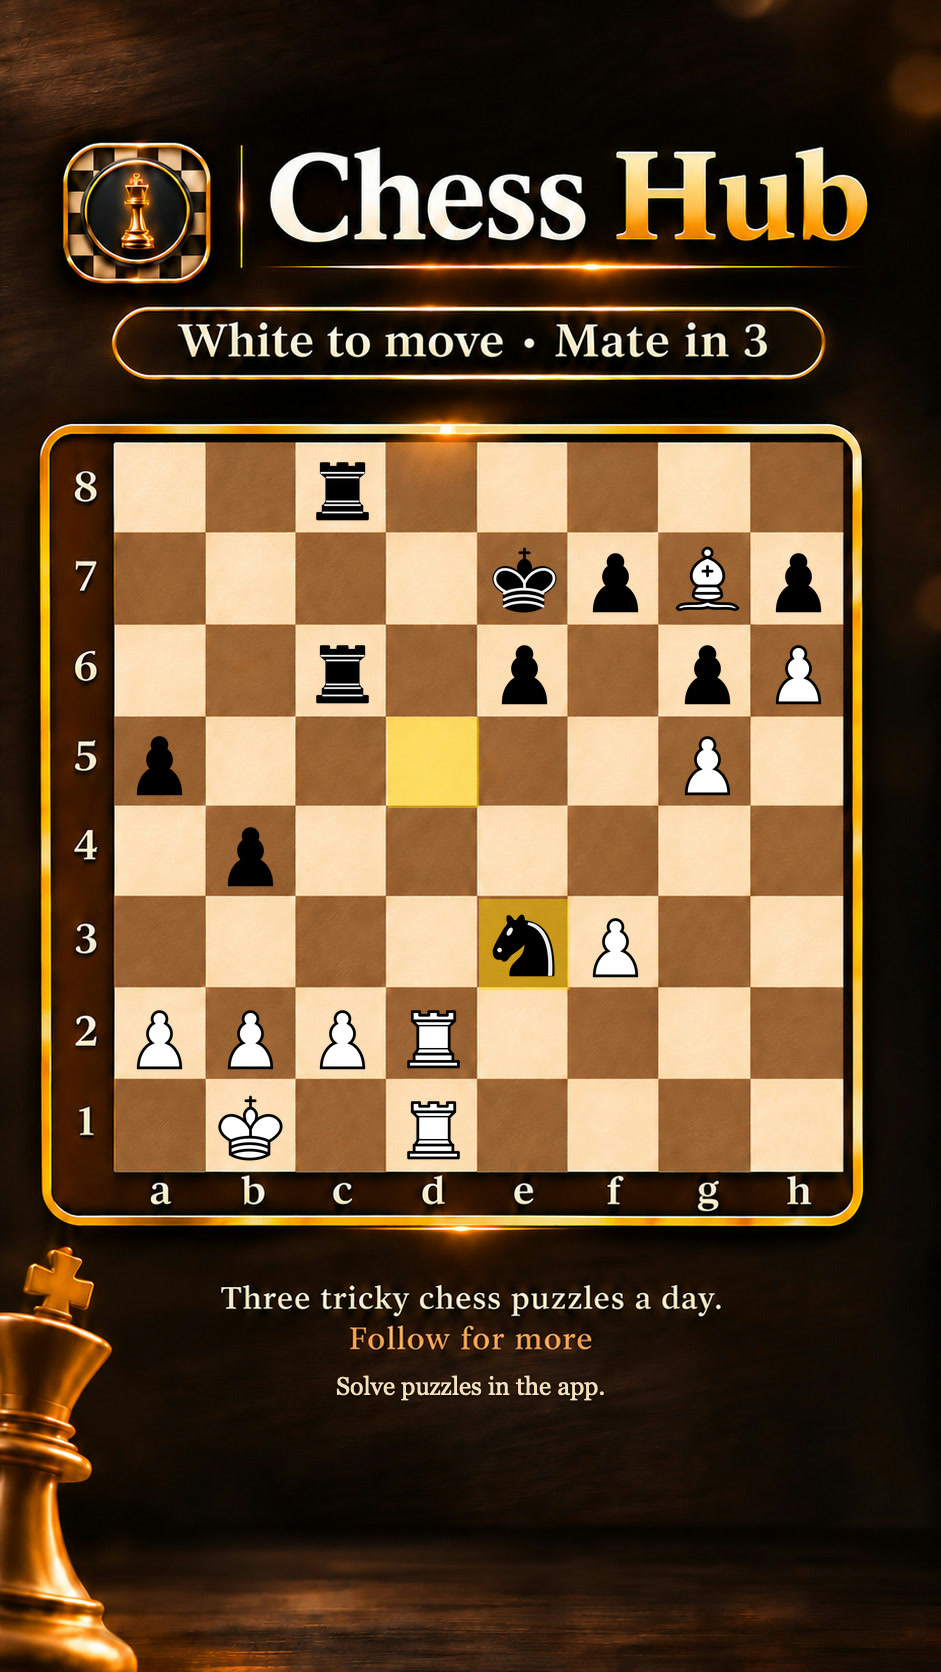 Chess Hub
White to move • Mate in 3
8
7
6
5
4
3
2
1
a b c d e f g h
Three tricky chess puzzles a day.
Follow for more
Solve puzzles in the app.